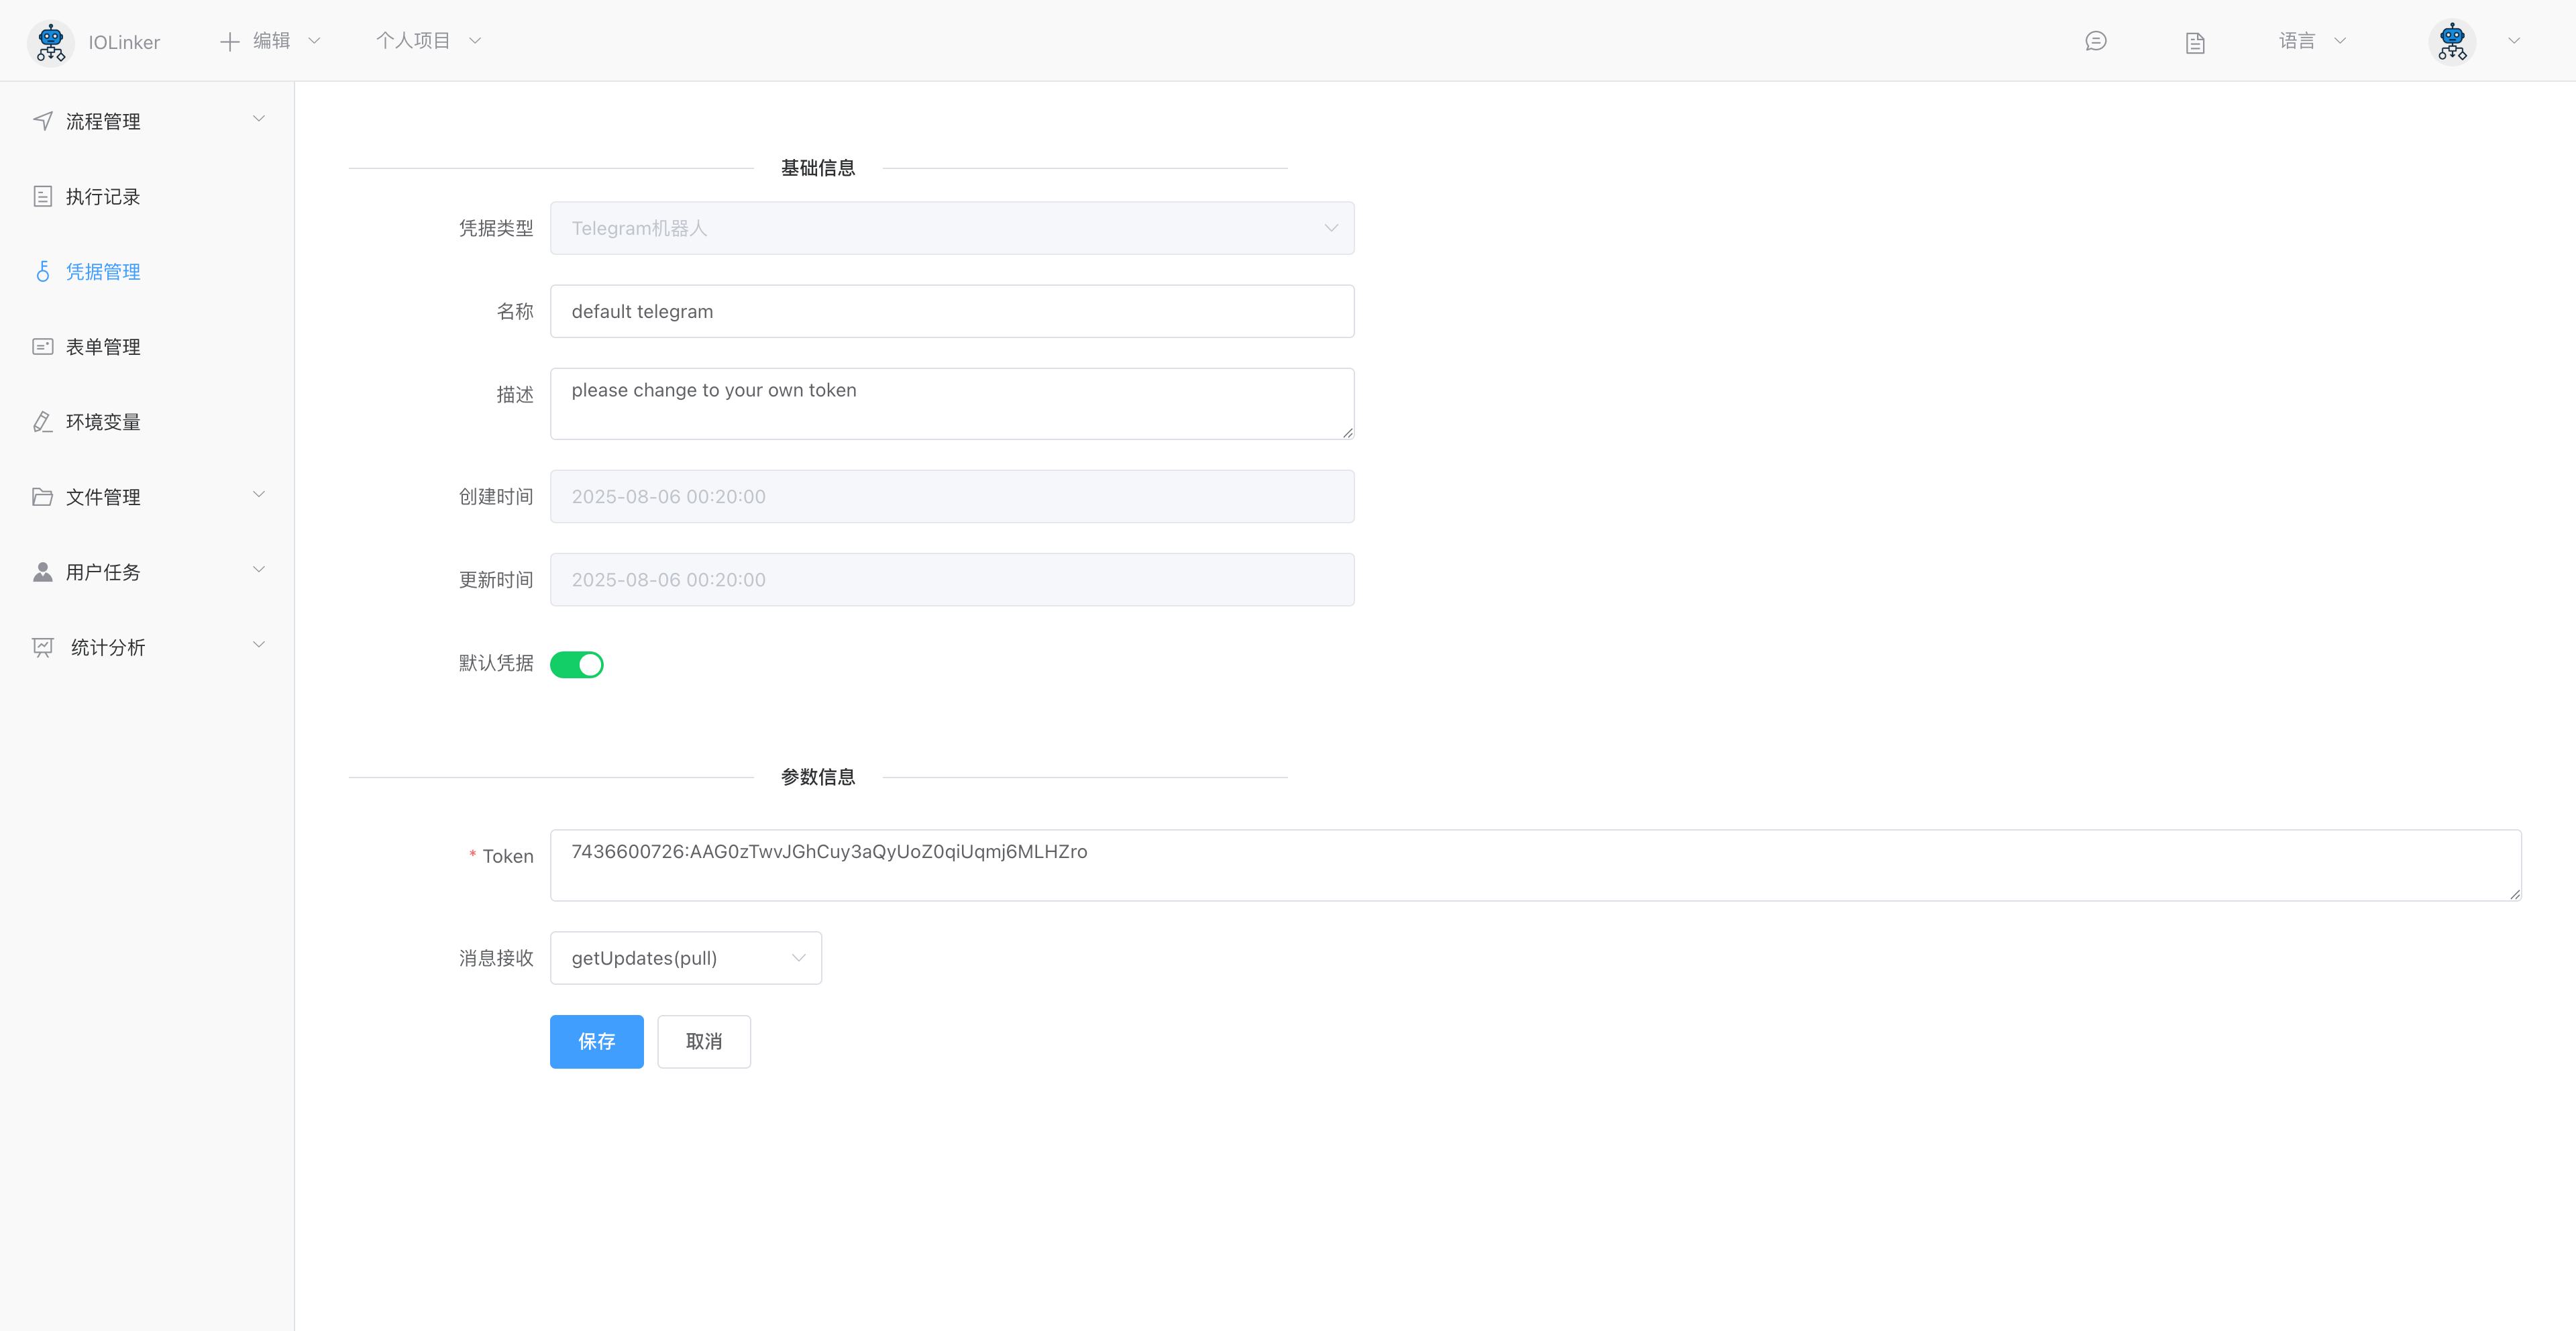 IOLinker
编辑
个人项目
语言
流程管理
执行记录
凭据管理
表单管理
环境变量
文件管理
用户任务
统计分析
基础信息
凭据类型 Telegram机器人
名称 default telegram
描述 please change to your own token
创建时间 2025-08-06 00:20:00
更新时间 2025-08-06 00:20:00
默认凭据
参数信息
* Token 7436600726:AAG0zTwvJGhCuy3aQyUoZ0qiUqmj6MLHZro
消息接收 getUpdates(pull)
保存 取消